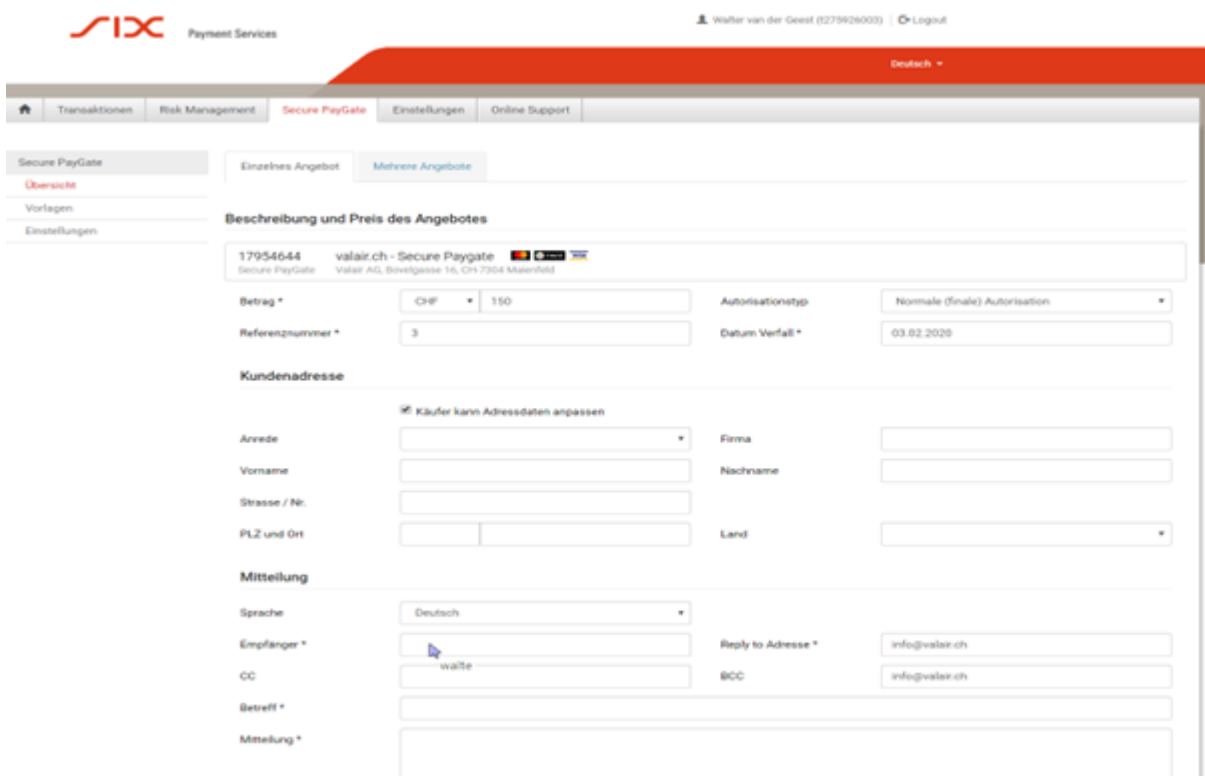 SIX Payment Services
Walter van der Geest (t275926003) Logout
Deutsch
Transaktionen Risk Management Secure PayGate Einstellungen Online Support
Secure PayGate
Übersicht
Vorlagen
Einstellungen
Einzelnes Angebot Mehrere Angebote
Beschreibung und Preis des Angebotes
17954644 valair.ch - Secure Paygate
Secure PayGate Valair AG, Bovelgasse 16, CH-7304 Maienfeld
Betrag * CHF 150 Autorisationstyp Normale (finale) Autorisation
Referenznummer * 3 Datum Verfall * 03.02.2020
Kundenadresse
Käufer kann Adressdaten anpassen
Anrede Firma
Vorname Nachname
Strasse / Nr.
PLZ und Ort Land
Mitteilung
Sprache Deutsch
Empfänger * Reply to Adresse * info@valair.ch
walte
CC BCC info@valair.ch
Betreff *
Mitteilung *